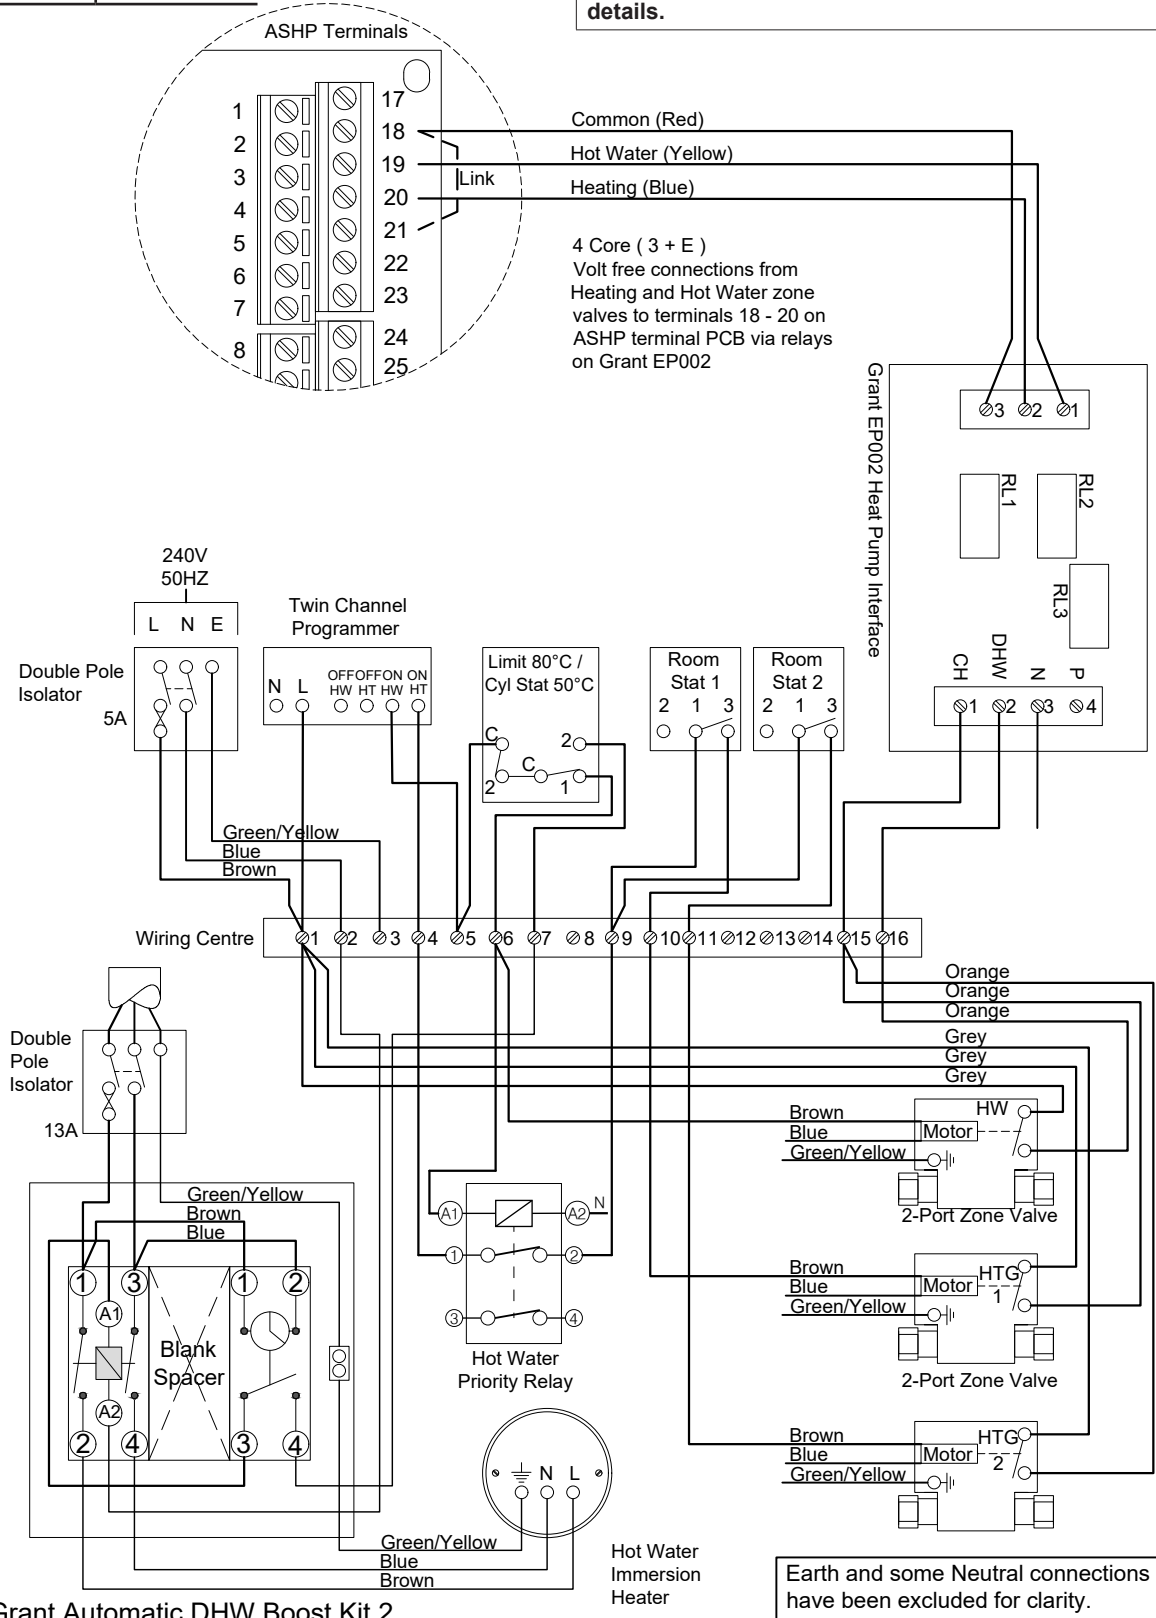 details.
ASHP Terminals
1
2
3
4
5
6
7
8
17
18
19
20
21
22
23
24
25
Link
Common (Red)
Hot Water (Yellow)
Heating (Blue)
4 Core ( 3 + E )
Volt free connections from
Heating and Hot Water zone
valves to terminals 18 - 20 on
ASHP terminal PCB via relays
on Grant EP002
Grant EP002 Heat Pump Interface
3 2 1
RL1
RL2
RL3
CH DHW N P
1 2 3 4
240V
50HZ
L N E
Double Pole
Isolator
5A
Twin Channel
Programmer
N L
OFF OFF ON ON
HW HT HW HT
Limit 80°C /
Cyl Stat 50°C
C 2
2 C 1
Room
Stat 1
2 1 3
Room
Stat 2
2 1 3
Green/Yellow
Blue
Brown
Wiring Centre
1 2 3 4 5 6 7 8 9 10 11 12 13 14 15 16
Orange
Orange
Orange
Grey
Grey
Grey
Double
Pole
Isolator
13A
Green/Yellow
Brown
Blue
1 3 1 2
A1
Blank
Spacer
A2
2 4 3 4
A1 A2 N
1 2
3 4
Hot Water
Priority Relay
Brown
Blue
Green/Yellow
Motor
HW
2-Port Zone Valve
Brown
Blue
Green/Yellow
Motor
HTG
1
2-Port Zone Valve
Brown
Blue
Green/Yellow
Motor
HTG
2
N L
Green/Yellow
Blue
Brown
Hot Water
Immersion
Heater
Earth and some Neutral connections
have been excluded for clarity.
Grant Automatic DHW Boost Kit 2